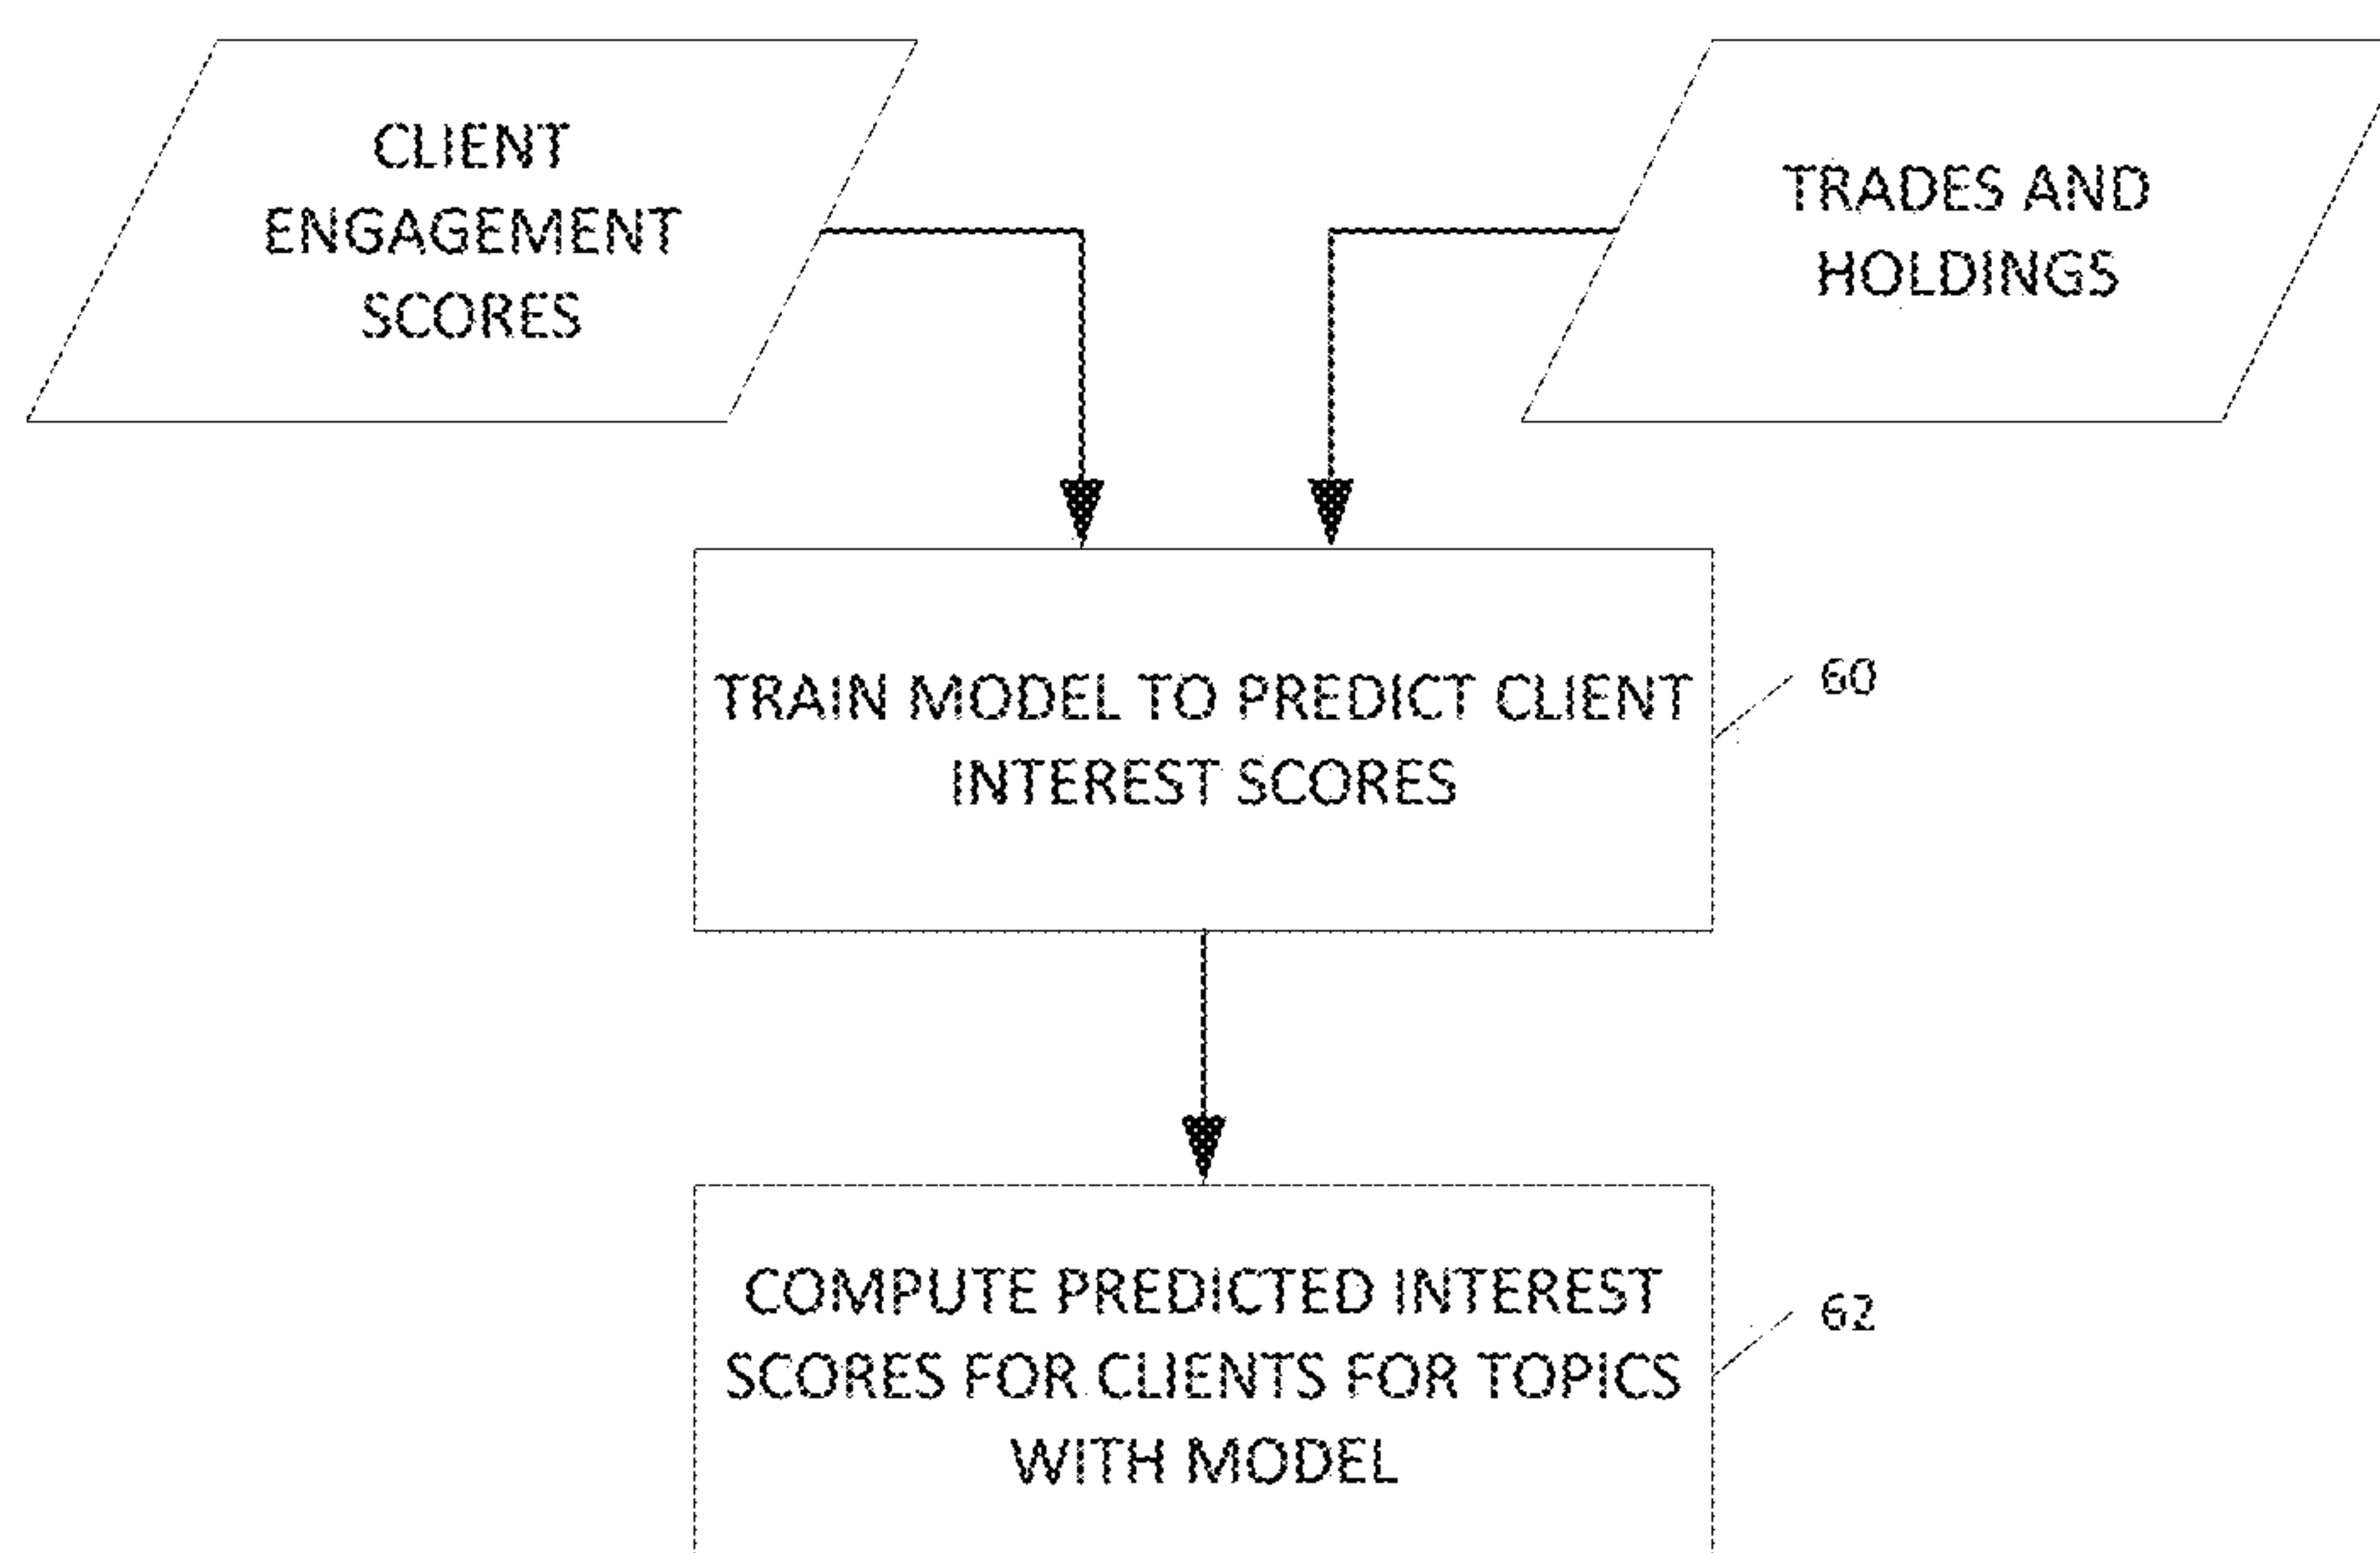 CLIENT
ENGAGEMENT
SCORES
TRADES AND
HOLDINGS
TRAIN MODEL TO PREDICT CLIENT
INTEREST SCORES
60
COMPUTE PREDICTED INTEREST
SCORES FOR CLIENTS FOR TOPICS
WITH MODEL
62